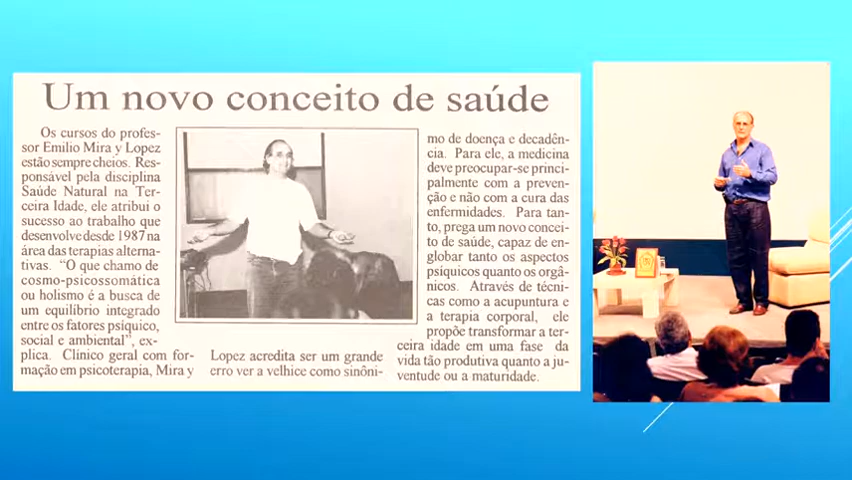 Um novo conceito de saúde
Os cursos do profes-
sor Emilio Mira y Lopez
estão sempre cheios. Res-
ponsável pela disciplina
Saúde Natural na Ter-
ceira Idade, ele atribui o
sucesso ao trabalho que
desenvolve desde 1987 na
área das terapias alterna-
tivas. “O que chamo de
cosmo-psicossomática
ou holismo é a busca de
um equilíbrio integrado
entre os fatores psíquico,
social e ambiental”, ex-
plica. Clinico geral com for-
mação em psicoterapia, Mira y
Lopez acredita ser um grande
erro ver a velhice como sinôni-
mo de doença e decadên-
cia. Para ele, a medicina
deve preocupar-se princi-
palmente com a preven-
ção e não com a cura das
enfermidades. Para tan-
to, prega um novo concei-
to de saúde, capaz de en-
globar tanto os aspectos
psíquicos quanto os orgâ-
nicos. Através de técni-
cas como a acupuntura e
a terapia corporal, ele
propõe transformar a ter-
ceira idade em uma fase da
vida tão produtiva quanto a ju-
ventude ou a maturidade.